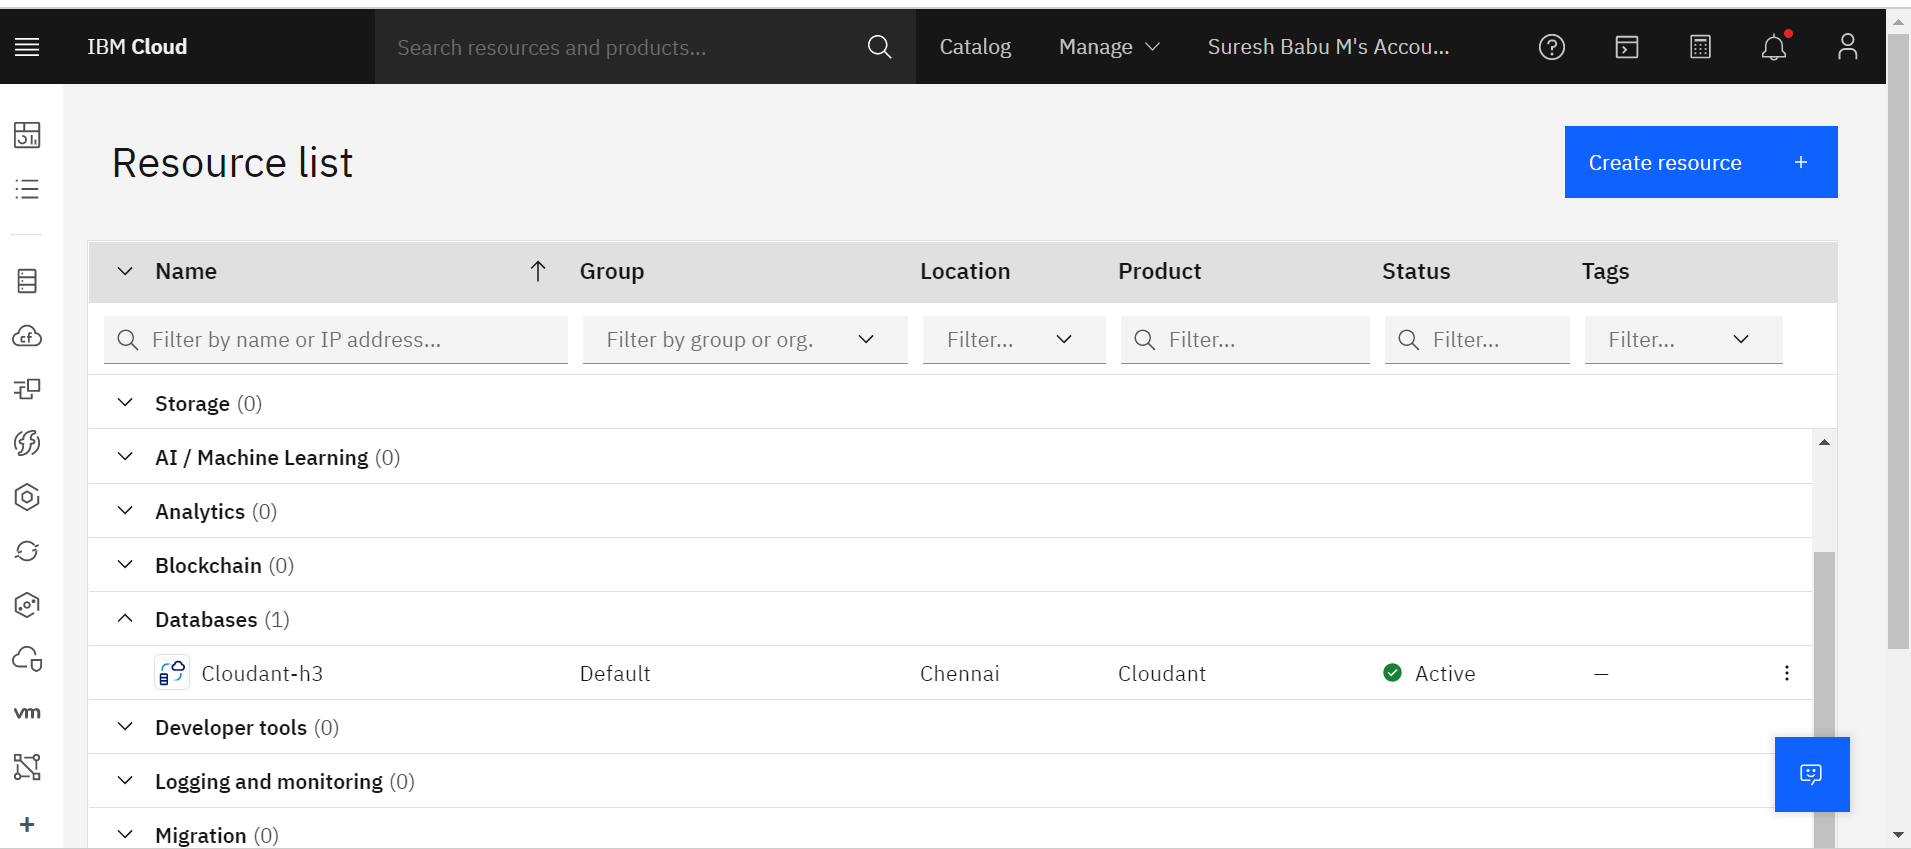 IBM Cloud
Search resources and products...
Catalog
Manage
Suresh Babu M's Accou...
Resource list
Create resource +
Name
Group
Location
Product
Status
Tags
Filter by name or IP address...
Filter by group or org.
Filter...
Filter...
Filter...
Filter...
Storage (0)
AI / Machine Learning (0)
Analytics (0)
Blockchain (0)
Databases (1)
Cloudant-h3
Default
Chennai
Cloudant
Active
—
Developer tools (0)
Logging and monitoring (0)
Migration (0)
cf
vm